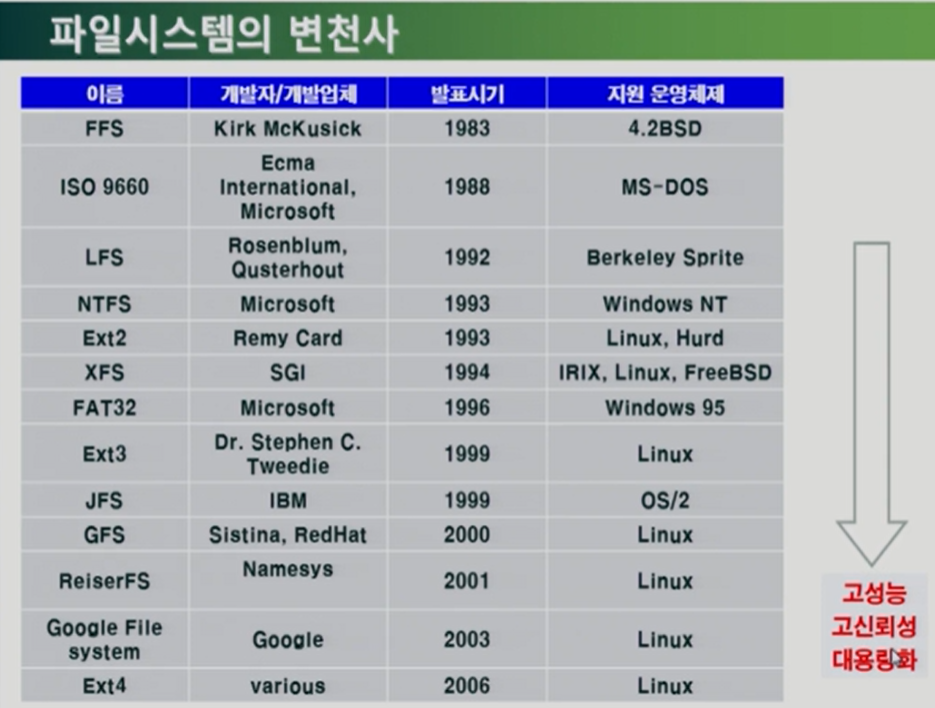 파일시스템의 변천사
이름 개발자/개발업체 발표시기 지원 운영체제
FFS Kirk McKusick 1983 4.2BSD
ISO 9660 Ecma International, Microsoft 1988 MS-DOS
LFS Rosenblum, Qusterhout 1992 Berkeley Sprite
NTFS Microsoft 1993 Windows NT
Ext2 Remy Card 1993 Linux, Hurd
XFS SGI 1994 IRIX, Linux, FreeBSD
FAT32 Microsoft 1996 Windows 95
Ext3 Dr. Stephen C. Tweedie 1999 Linux
JFS IBM 1999 OS/2
GFS Sistina, RedHat 2000 Linux
ReiserFS Namesys 2001 Linux
Google File system Google 2003 Linux
Ext4 various 2006 Linux
고성능
고신뢰성
대용량화